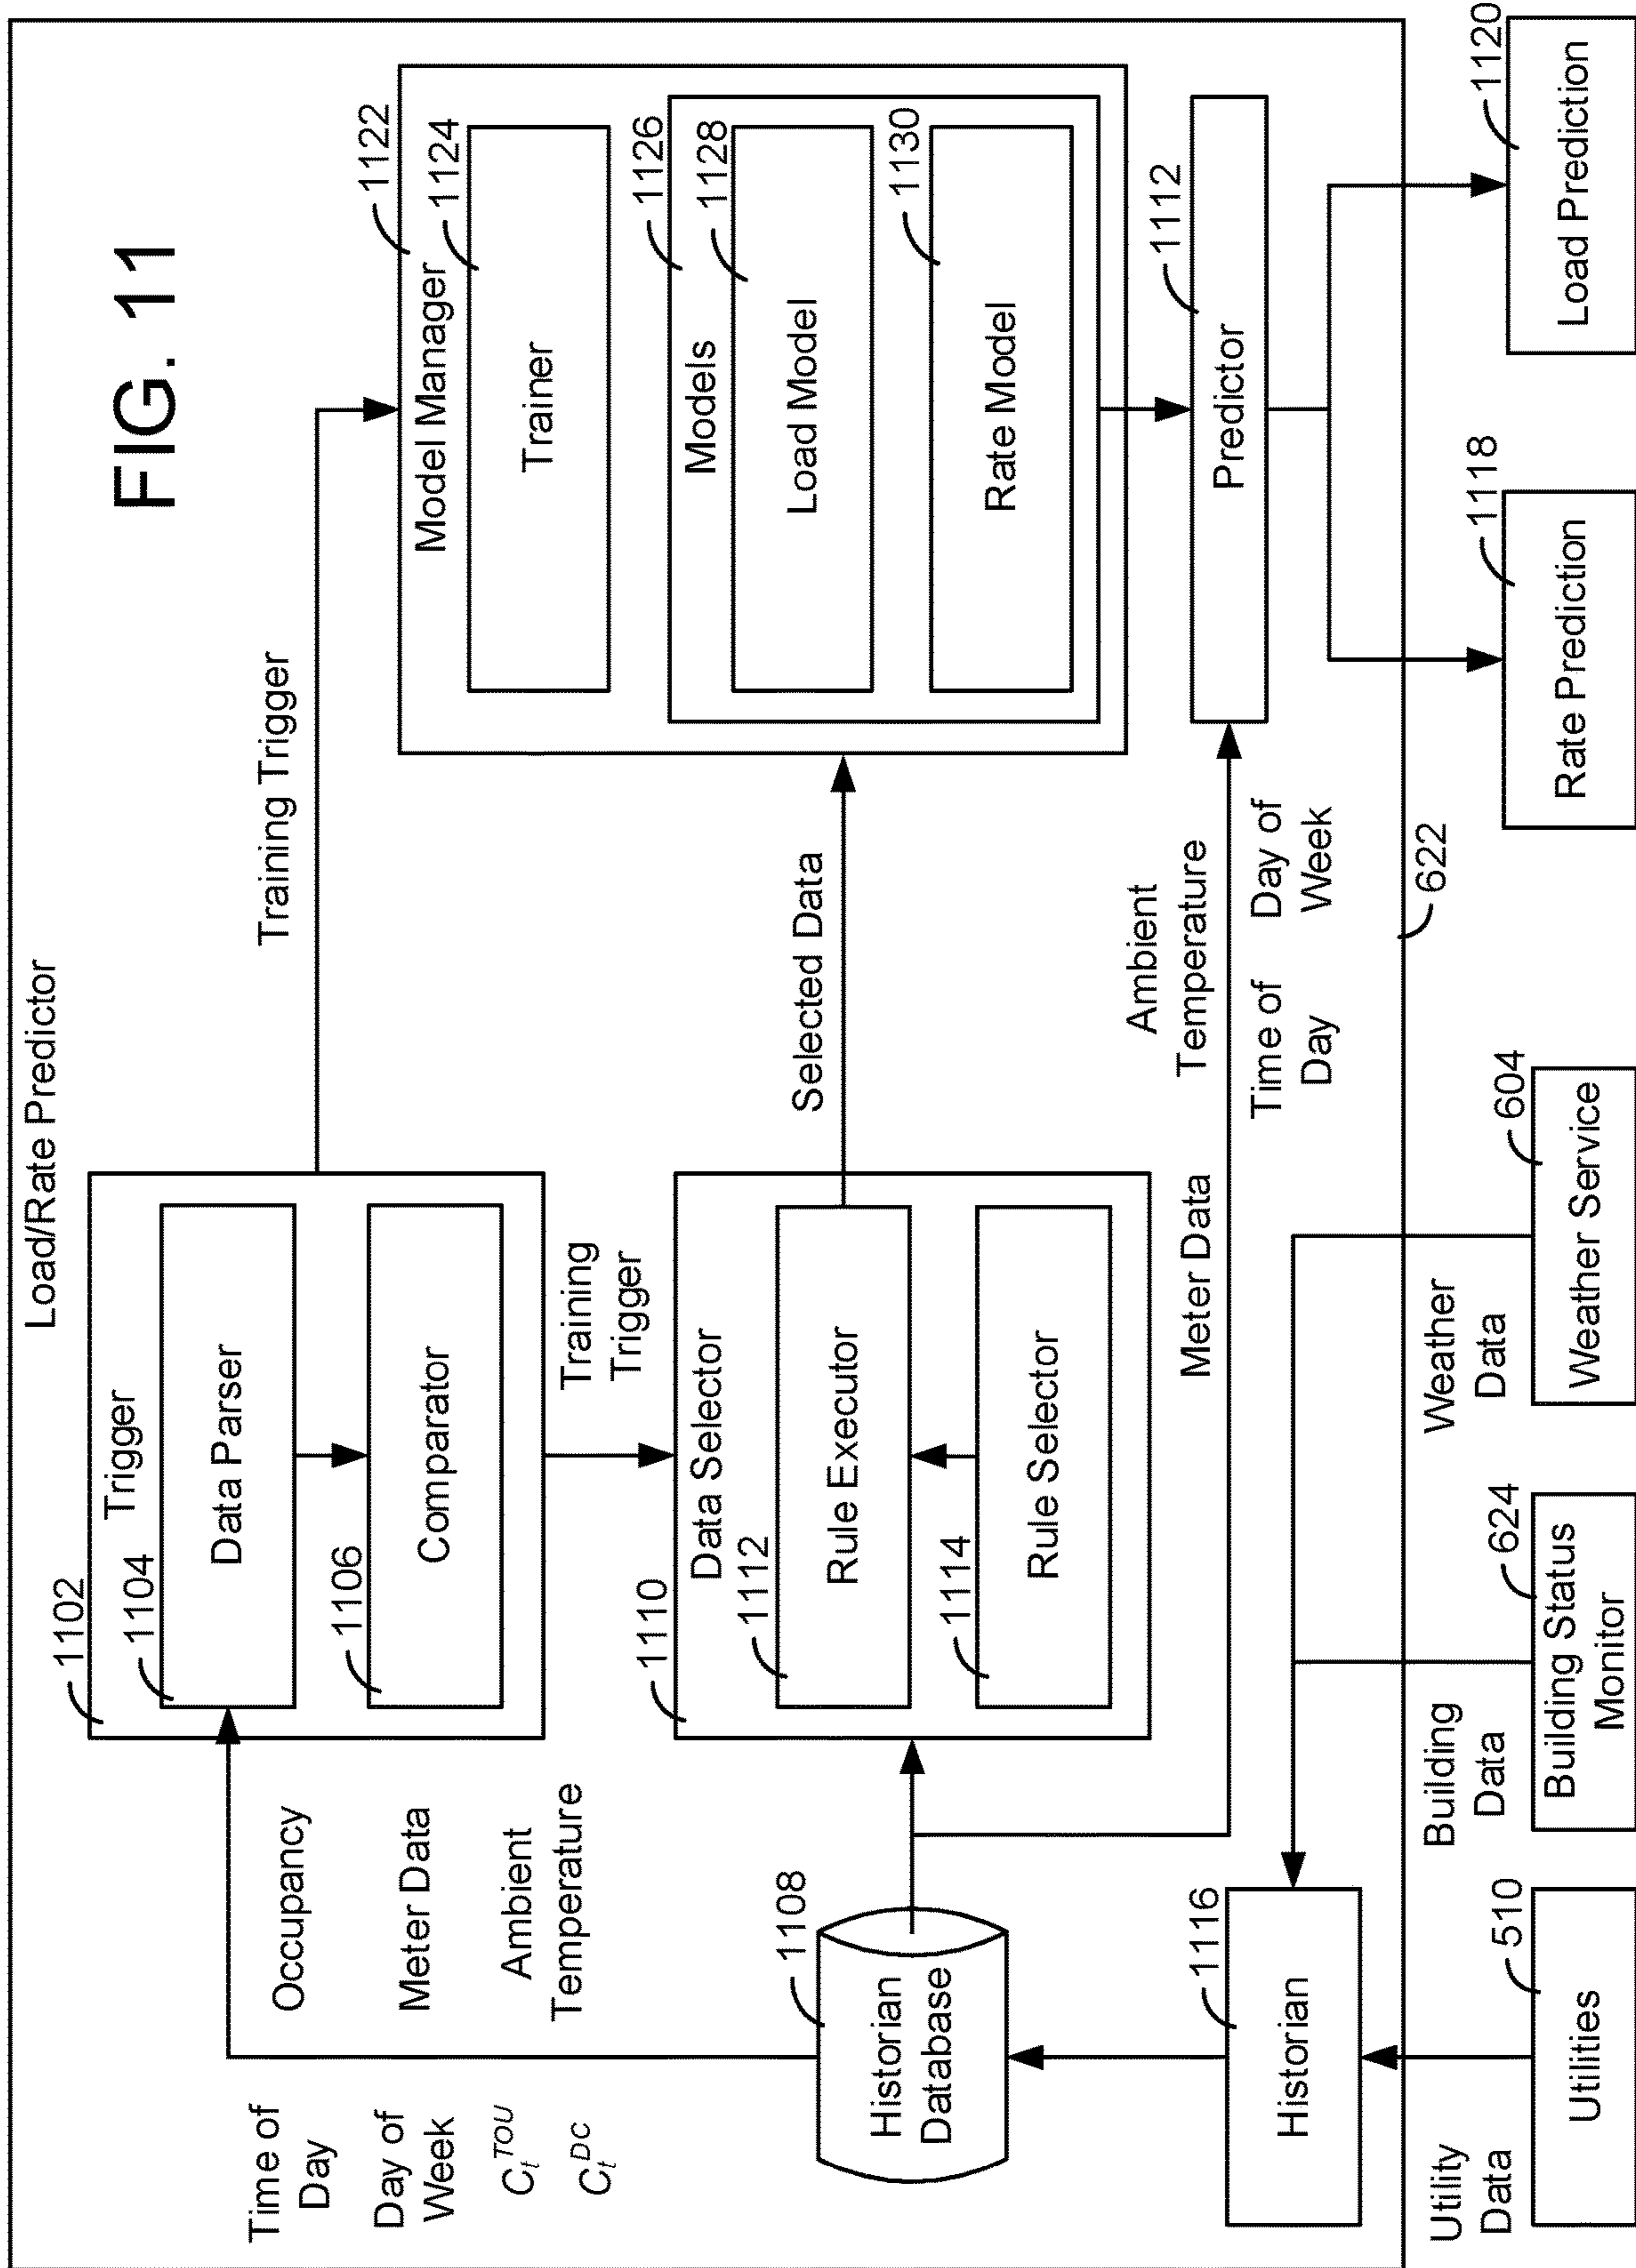 FIG. 11
Load/Rate Predictor
1102
Trigger
1104
Data Parser
1106
Comparator
Training Trigger
Model Manager
1122
1124
Trainer
1126
Models
1128
Load Model
1130
Rate Model
Time of
Day
Day of
Week
C_t^TOU
C_t^DC
Occupancy
Meter Data
Ambient
Temperature
Training
Trigger
1110
Data Selector
1112
Rule Executor
1114
Rule Selector
Selected Data
1108
Historian
Database
Meter Data
Ambient
Temperature
Time of
Day
Day of
Week
1112
Predictor
1116
Historian
622
Utility
Data
Building
Data
Weather
Data
510
Utilities
624
Building Status
Monitor
604
Weather Service
1118
Rate Prediction
1120
Load Prediction